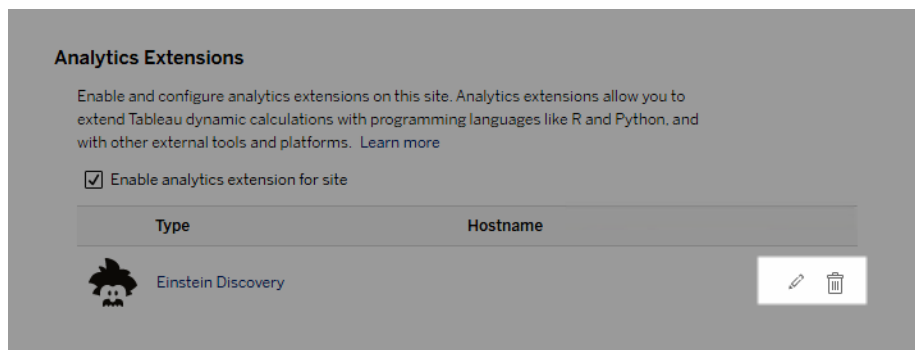 Analytics Extensions
Enable and configure analytics extensions on this site. Analytics extensions allow you to
extend Tableau dynamic calculations with programming languages like R and Python, and
with other external tools and platforms. Learn more
Enable analytics extension for site
Type Hostname
Einstein Discovery